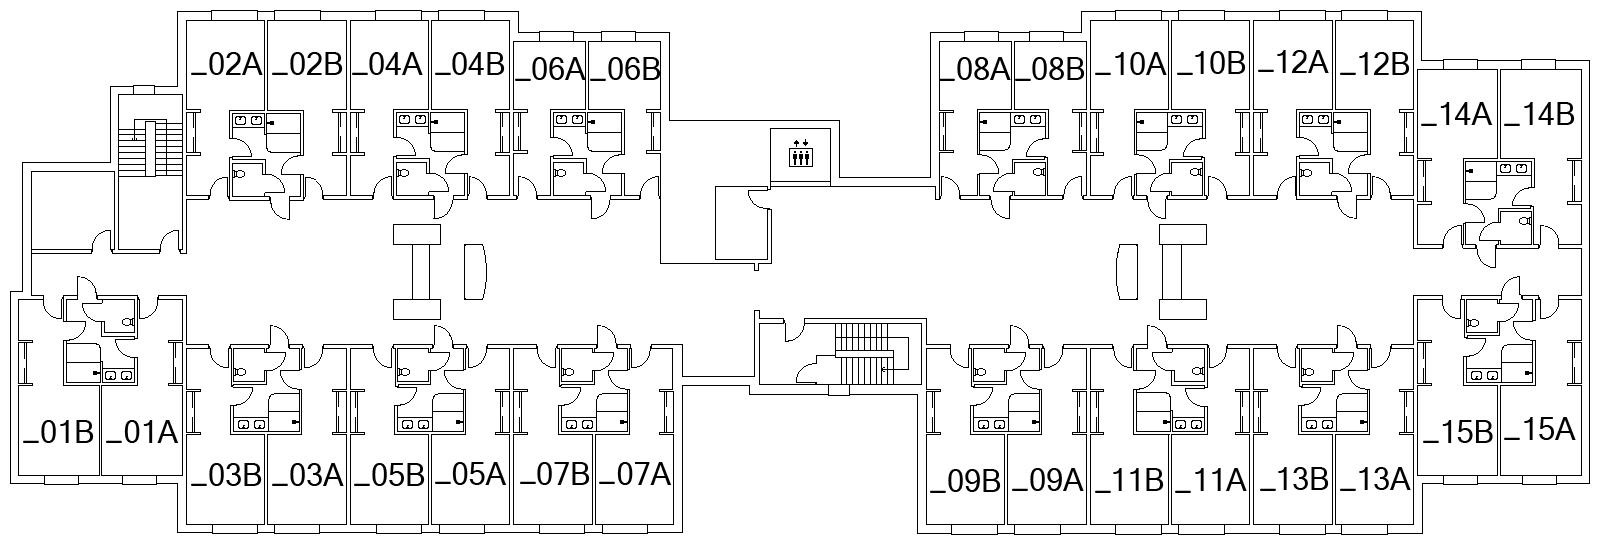 _02A _02B _04A _04B _06A _06B _08A _08B _10A _10B _12A _12B
_14A _14B
_01B _01A _15B _15A
_03B _03A _05B _05A _07B _07A _09B _09A _11B _11A _13B _13A